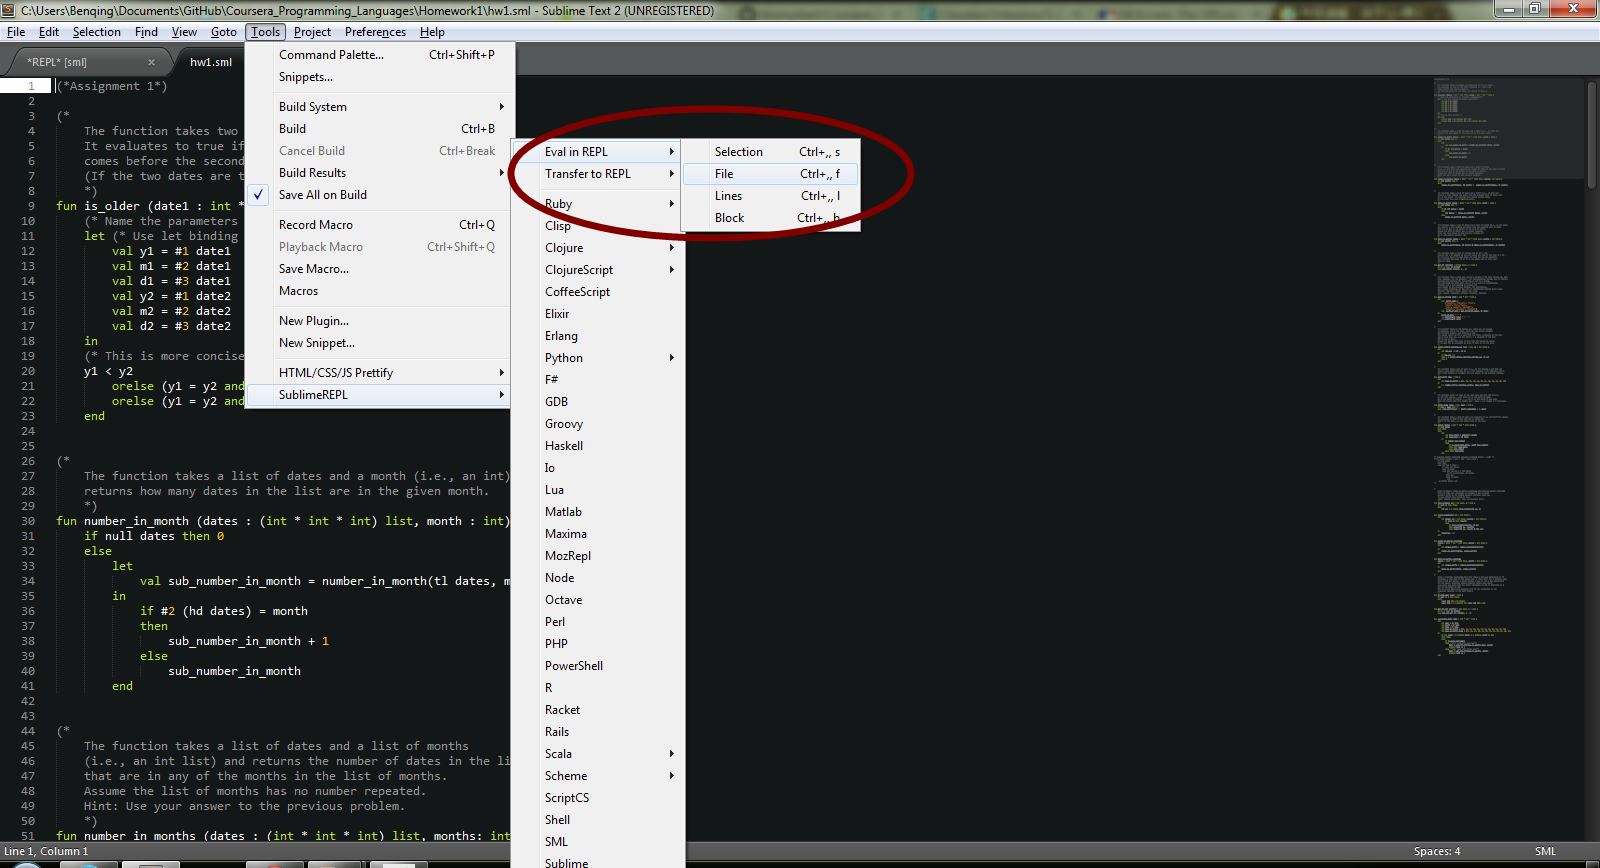 C:\Users\Benqing\Documents\GitHub\Coursera_Programming_Languages\Homework1\hw1.sml - Sublime Text 2 (UNREGISTERED)
File Edit Selection Find View Goto Tools Project Preferences Help
*REPL* [sml] × hw1.sml
Command Palette... Ctrl+Shift+P
Snippets...
Build System
Build Ctrl+B
Cancel Build Ctrl+Break
Build Results
Save All on Build
Record Macro Ctrl+Q
Playback Macro Ctrl+Shift+Q
Save Macro...
Macros
New Plugin...
New Snippet...
HTML/CSS/JS Prettify
SublimeREPL
Eval in REPL
Transfer to REPL
Ruby
Clisp
Clojure
ClojureScript
CoffeeScript
Elixir
Erlang
Python
F#
GDB
Groovy
Haskell
Io
Lua
Matlab
Maxima
MozRepl
Node
Octave
Perl
PHP
PowerShell
R
Racket
Rails
Scala
Scheme
ScriptCS
Shell
SML
Sublime
Selection Ctrl+,, s
File Ctrl+,, f
Lines Ctrl+,, l
Block Ctrl+,, b
1 (*Assignment 1*)
2
3 (*
4 The function takes two
5 It evaluates to true if
6 comes before the second
7 (If the two dates are t
8 *)
9 fun is_older (date1 : int *
10 (* Name the parameters
11 let (* Use let binding
12 val y1 = #1 date1
13 val m1 = #2 date1
14 val d1 = #3 date1
15 val y2 = #1 date2
16 val m2 = #2 date2
17 val d2 = #3 date2
18 in
19 (* This is more concise
20 y1 < y2
21 orelse (y1 = y2 and
22 orelse (y1 = y2 and
23 end
24
25
26 (*
27 The function takes a list of dates and a month (i.e., an int)
28 returns how many dates in the list are in the given month.
29 *)
30 fun number_in_month (dates : (int * int * int) list, month : int)
31 if null dates then 0
32 else
33 let
34 val sub_number_in_month = number_in_month(tl dates, m
35 in
36 if #2 (hd dates) = month
37 then
38 sub_number_in_month + 1
39 else
40 sub_number_in_month
41 end
42
43
44 (*
45 The function takes a list of dates and a list of months
46 (i.e., an int list) and returns the number of dates in the li
47 that are in any of the months in the list of months.
48 Assume the list of months has no number repeated.
49 Hint: Use your answer to the previous problem.
50 *)
51 fun number_in_months (dates : (int * int * int) list, months: int
Line 1, Column 1 Spaces: 4 SML